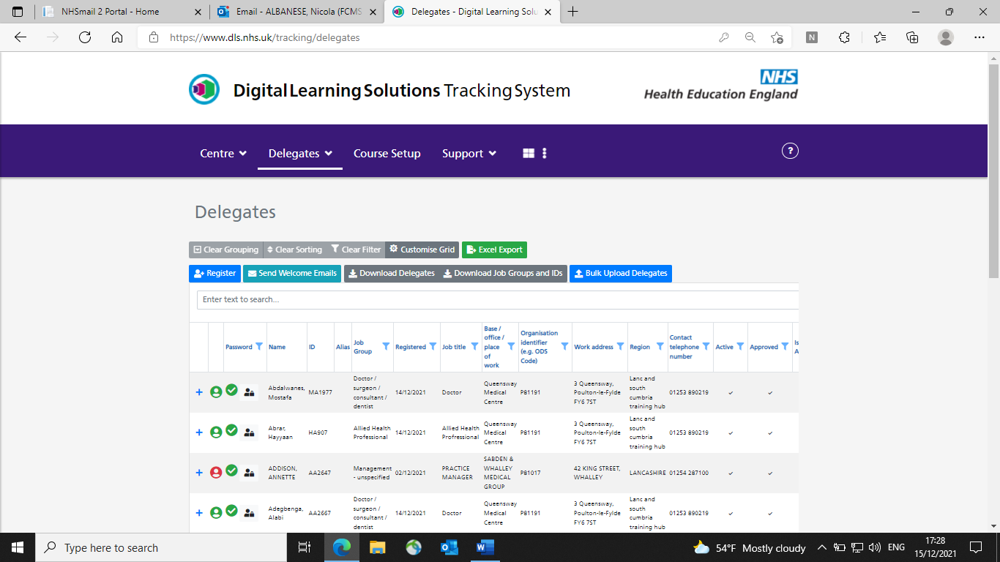 NHSmail 2 Portal - Home
Email - ALBANESE, Nicola (FCMS
Delegates - Digital Learning Solu
https://www.dls.nhs.uk/tracking/delegates
N
Digital Learning Solutions Tracking System
NHS
Health Education England
Centre
Delegates
Course Setup
Support
?
Delegates
Clear Grouping
Clear Sorting
Clear Filter
Customise Grid
Excel Export
Register
Send Welcome Emails
Download Delegates
Download Job Groups and IDs
Bulk Upload Delegates
Enter text to search...
Password
Name
ID
Alias
Job
Group
Registered
Job title
Base /
office /
place
of
work
Organisation
identifier
(e.g. ODS
Code)
Work address
Region
Contact
telephone
number
Active
Approved
Is
A
Abdalwanes,
Mostafa
MA1977
Doctor /
surgeon /
consultant /
dentist
14/12/2021
Doctor
Queensway
Medical
Centre
P81191
3 Queensway,
Poulton-le-Fylde
FY6 7ST
Lanc and
south
cumbria
training hub
01253 890219
Abrar,
Hayyaan
HA907
Allied Health
Professional
14/12/2021
Allied Health
Profressional
Queensway
Medical
Centre
P81191
3 Queensway,
Poulton-le-Fylde
FY6 7ST
Lanc and
south
cumbria
training hub
01253 890219
ADDISON,
ANNETTE
AA2647
Management
- unspecified
02/12/2021
PRACTICE
MANAGER
SABDEN &
WHALLEY
MEDICAL
GROUP
P81017
42 KING STREET,
WHALLEY
LANCASHIRE
01254 287100
Adegbenga,
Alabi
AA2667
Doctor /
surgeon /
consultant /
dentist
14/12/2021
Doctor
Queensway
Medical
Centre
P81191
3 Queensway,
Poulton-le-Fylde
FY6 7ST
Lanc and
south
cumbria
training hub
01253 890219
Type here to search
54°F Mostly cloudy
ENG
17:28
15/12/2021